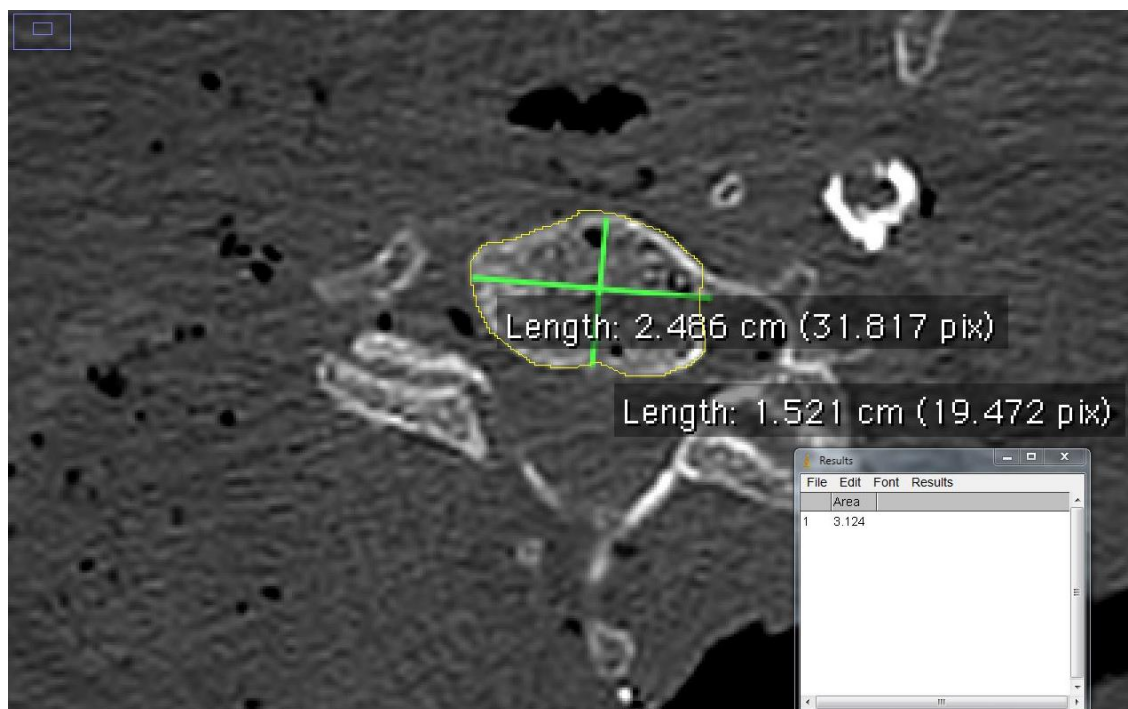 Length: 2.486 cm (31.817 pix)
Length: 1.521 cm (19.472 pix)
Results
File Edit Font Results
Area
1 3.124